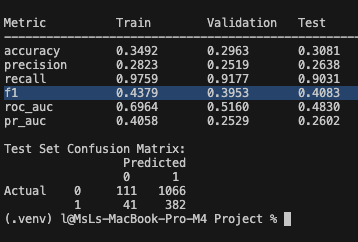 Metric Train Validation Test
--------------------------------------------------
accuracy 0.3492 0.2963 0.3081
precision 0.2823 0.2519 0.2638
recall 0.9759 0.9177 0.9031
f1 0.4379 0.3953 0.4083
roc_auc 0.6964 0.5160 0.4830
pr_auc 0.4058 0.2529 0.2602
Test Set Confusion Matrix:
Predicted
0 1
Actual 0 111 1066
1 41 382
(.venv) l@MsLs-MacBook-Pro-M4 Project %